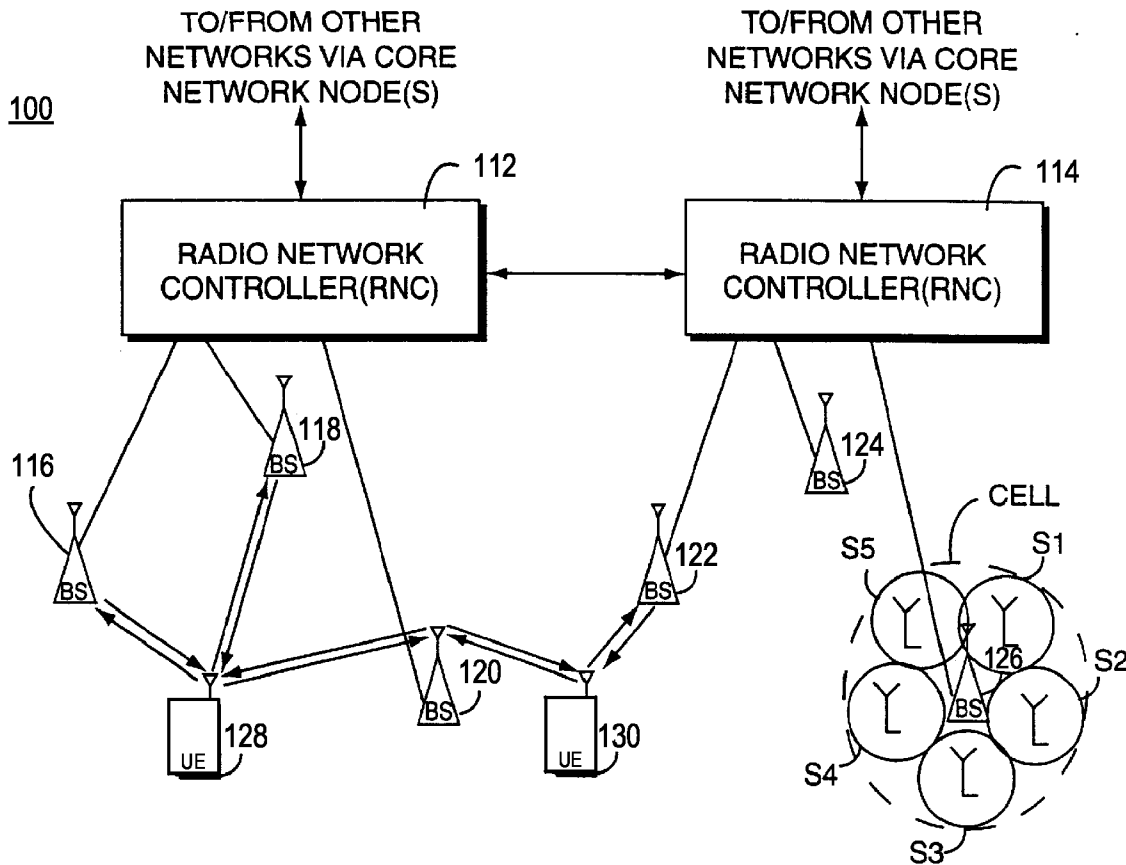 TO/FROM OTHER
NETWORKS VIA CORE
NETWORK NODE(S)
TO/FROM OTHER
NETWORKS VIA CORE
NETWORK NODE(S)
100
112
114
RADIO NETWORK
CONTROLLER(RNC)
RADIO NETWORK
CONTROLLER(RNC)
118
BS
124
BS
116
BS
122
BS
CELL
S5
S1
120
BS
126
BS
S2
128
UE
130
UE
S4
S3